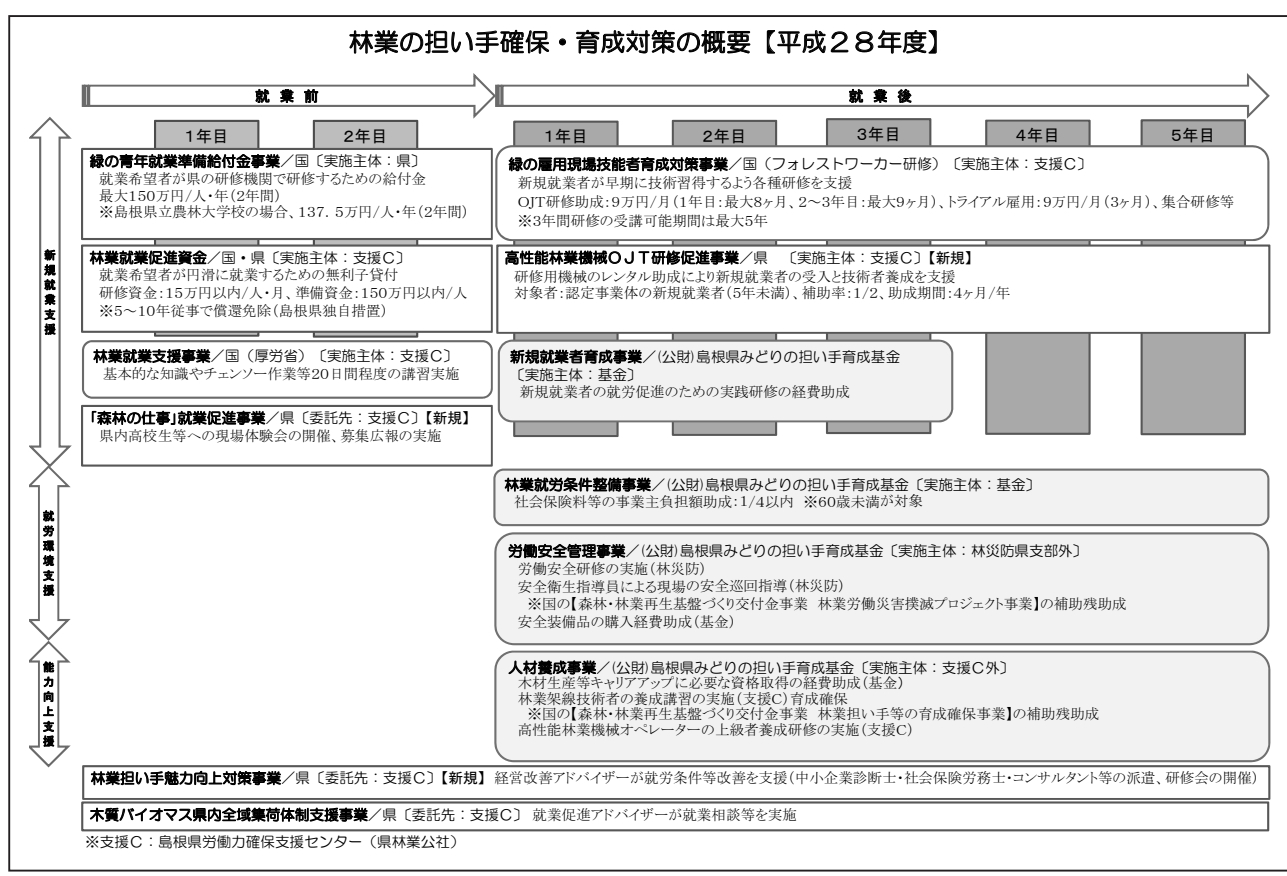 林業の担い手確保・育成対策の概要【平成28年度】
就業前
就業後
1年目
2年目
1年目
2年目
3年目
4年目
5年目
新規就業支援
緑の青年就業準備給付金事業／国〔実施主体：県〕
就業希望者が県の研修機関で研修するための給付金
最大150万円/人・年(2年間)
※島根県立農林大学校の場合、137.5万円/人・年(2年間)
緑の雇用現場技能者育成対策事業／国（フォレストワーカー研修）〔実施主体：支援C〕
新規就業者が早期に技術習得するよう各種研修を支援
OJT研修助成：9万円/月(1年目：最大8ヶ月、2～3年目：最大9ヶ月)、トライアル雇用：9万円/月(3ヶ月)、集合研修等
※3年間研修の受講可能期間は最大5年
林業就業促進資金／国・県〔実施主体：支援C〕
就業希望者が円滑に就業するための無利子貸付
研修資金：15万円以内/人・月、準備資金：150万円以内/人
※5～10年従事で償還免除(島根県独自措置)
高性能林業機械OJT研修促進事業／県 〔実施主体：支援C〕【新規】
研修用機械のレンタル助成により新規就業者の受入と技術者養成を支援
対象者：認定事業体の新規就業者(5年未満)、補助率：1/2、助成期間：4ヶ月/年
林業就業支援事業／国（厚労省）〔実施主体：支援C〕
基本的な知識やチェンソー作業等20日間程度の講習実施
新規就業者育成事業／(公財)島根県みどりの担い手育成基金
〔実施主体：基金〕
新規就業者の就労促進のための実践研修の経費助成
「森林の仕事」就業促進事業／県〔委託先：支援C〕【新規】
県内高校生等への現場体験会の開催、募集広報の実施
就労環境支援
林業就労条件整備事業／(公財)島根県みどりの担い手育成基金〔実施主体：基金〕
社会保険料等の事業主負担額助成：1/4以内 ※60歳未満が対象
労働安全管理事業／(公財)島根県みどりの担い手育成基金〔実施主体：林災防県支部外〕
労働安全研修の実施(林災防)
安全衛生指導員による現場の安全巡回指導(林災防)
※国の【森林・林業再生基盤づくり交付金事業 林業労働災害撲滅プロジェクト事業】の補助残助成
安全装備品の購入経費助成(基金)
能力向上支援
人材養成事業／(公財)島根県みどりの担い手育成基金〔実施主体：支援C外〕
木材生産等キャリアアップに必要な資格取得の経費助成(基金)
林業架線技術者の養成講習の実施(支援C)育成確保
※国の【森林・林業再生基盤づくり交付金事業 林業担い手等の育成確保事業】の補助残助成
高性能林業機械オペレーターの上級者養成研修の実施(支援C)
林業担い手魅力向上対策事業／県〔委託先：支援C〕【新規】経営改善アドバイザーが就労条件等改善を支援(中小企業診断士・社会保険労務士・コンサルタント等の派遣、研修会の開催)
木質バイオマス県内全域集荷体制支援事業／県〔委託先：支援C〕 就業促進アドバイザーが就業相談等を実施
※支援C：島根県労働力確保支援センター（県林業公社）